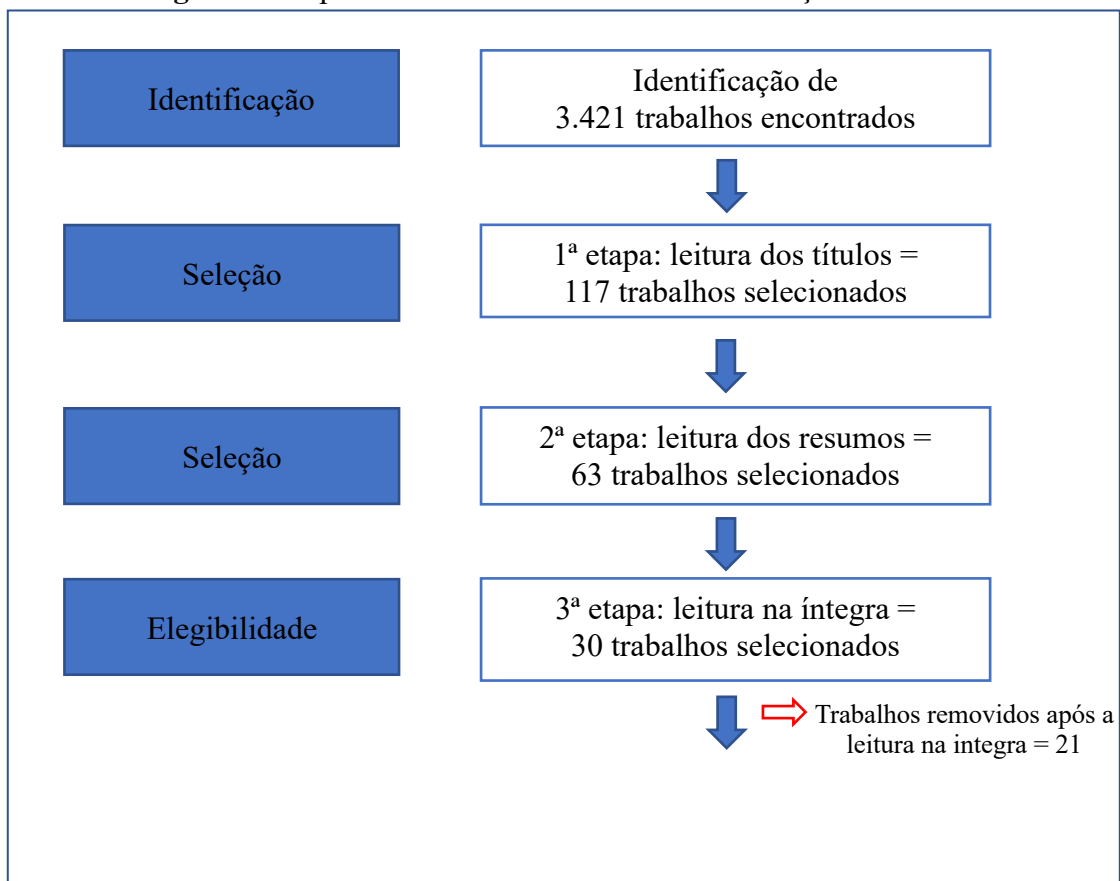 Identificação
Identificação de
3.421 trabalhos encontrados
Seleção
1ª etapa: leitura dos títulos =
117 trabalhos selecionados
Seleção
2ª etapa: leitura dos resumos =
63 trabalhos selecionados
Elegibilidade
3ª etapa: leitura na íntegra =
30 trabalhos selecionados
Trabalhos removidos após a
leitura na integra = 21